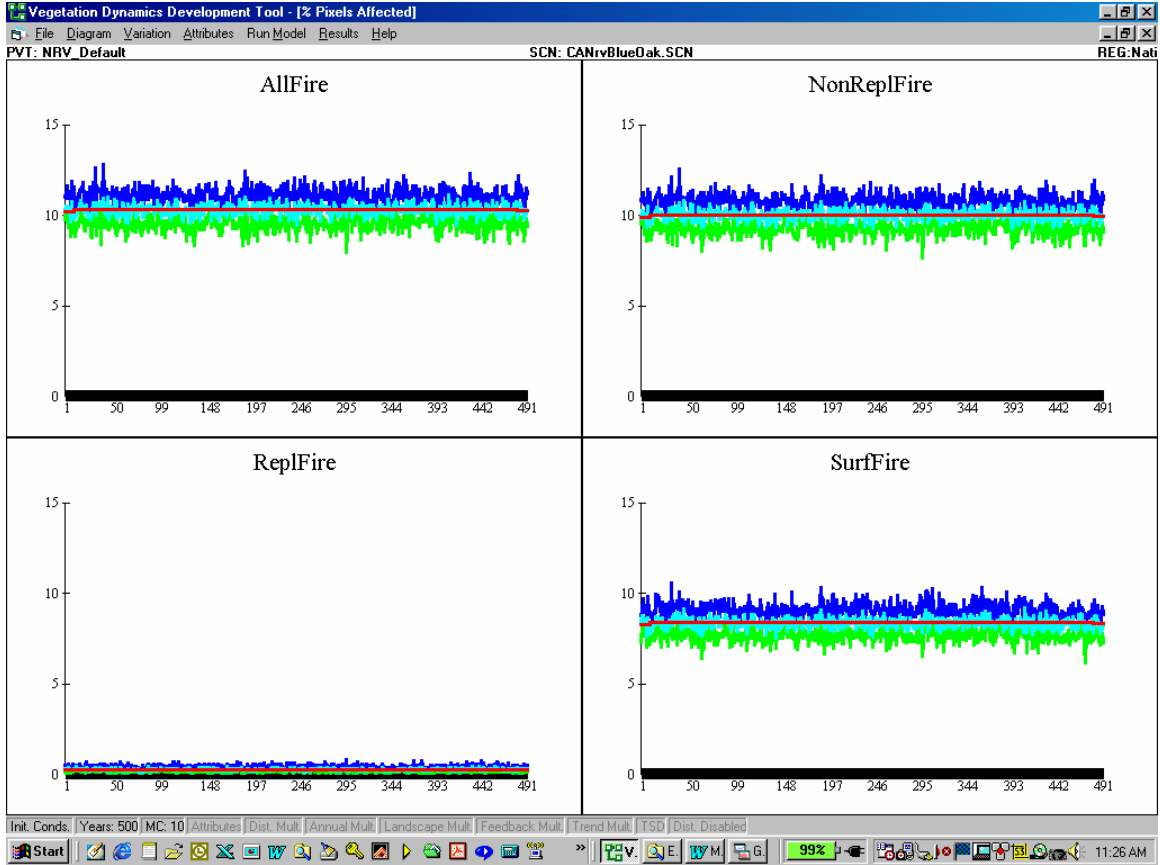 Vegetation Dynamics Development Tool - [% Pixels Affected]
File Diagram Variation Attributes Run Model Results Help
PVT: NRV_Default SCN: CANrvBlueOak.SCN REG:Nati
AllFire
15
10
5
0
1 50 99 148 197 246 295 344 393 442 491
NonReplFire
15
10
5
0
1 50 99 148 197 246 295 344 393 442 491
ReplFire
15
10
5
0
1 50 99 148 197 246 295 344 393 442 491
SurfFire
15
10
5
0
1 50 99 148 197 246 295 344 393 442 491
Init. Conds. Years: 500 MC: 10 Attributes Dist. Mult. Annual Mult. Landscape Mult. Feedback Mult. Trend Mult. TSD Dist. Disabled
Start » V. E. M. G. 99% 11:26 AM